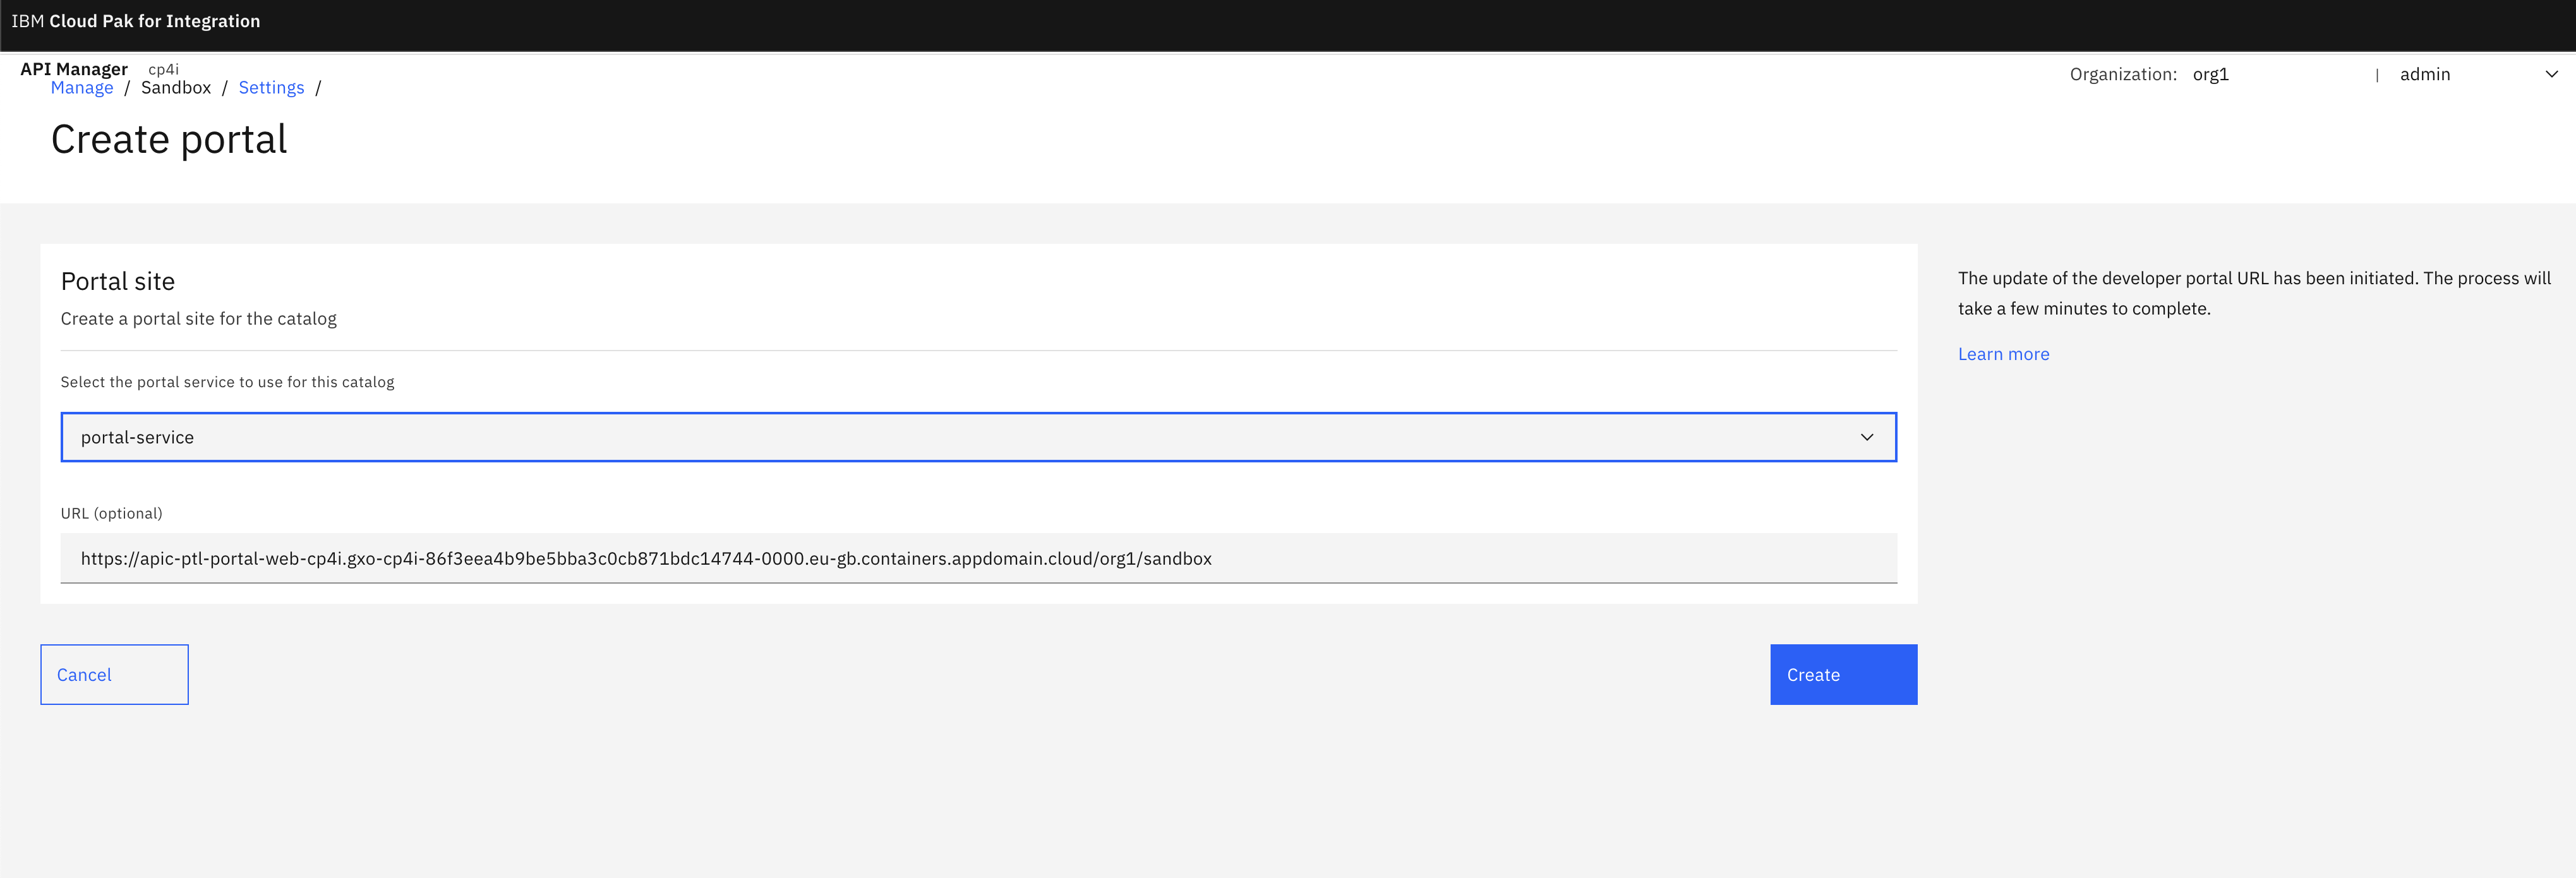 IBM Cloud Pak for Integration
API Manager cp4i
Organization: org1 | admin
Manage / Sandbox / Settings /
Create portal
Portal site
Create a portal site for the catalog
Select the portal service to use for this catalog
portal-service
URL (optional)
https://apic-ptl-portal-web-cp4i.gxo-cp4i-86f3eea4b9be5bba3c0cb871bdc14744-0000.eu-gb.containers.appdomain.cloud/org1/sandbox
Cancel
Create
The update of the developer portal URL has been initiated. The process will
take a few minutes to complete.
Learn more